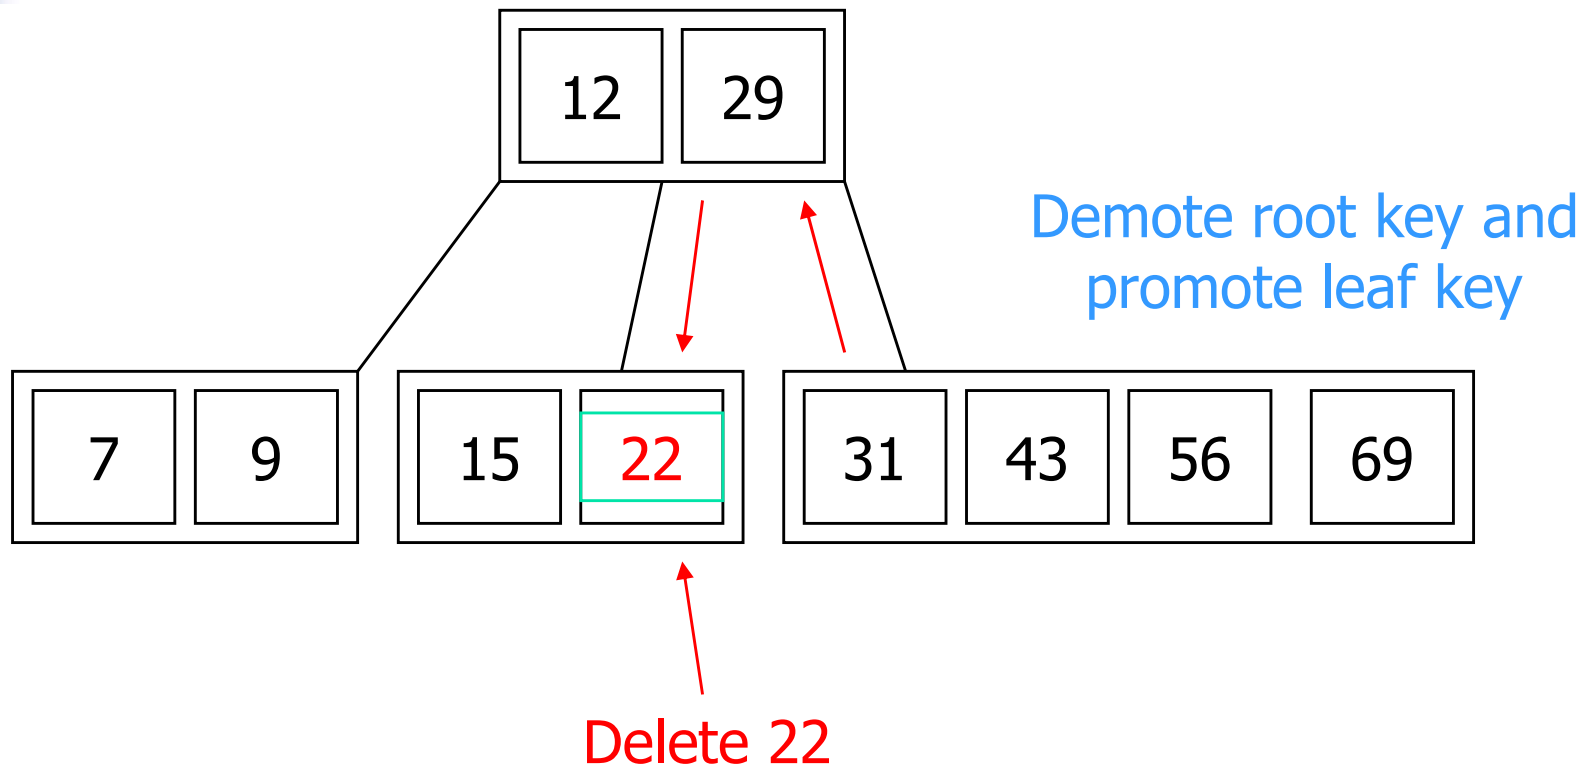 12 29
Demote root key and
promote leaf key
7 9 15 22 31 43 56 69
Delete 22